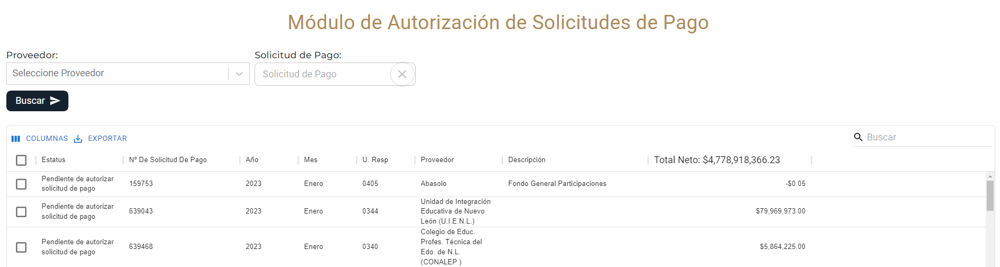 Módulo de Autorización de Solicitudes de Pago
Proveedor:
Solicitud de Pago:
Seleccione Proveedor
Solicitud de Pago
Buscar
COLUMNAS
EXPORTAR
Buscar
Estatus
Nº De Solicitud De Pago
Año
Mes
U. Resp
Proveedor
Descripción
Total Neto: $4,778,918,366.23
Pendiente de autorizar
solicitud de pago
159753
2023
Enero
0405
Abasolo
Fondo General Participaciones
-$0.05
Pendiente de autorizar
solicitud de pago
639043
2023
Enero
0344
Unidad de Integración
Educativa de Nuevo
León (U.I.E.N.L.)
$79,969,973.00
Pendiente de autorizar
solicitud de pago
639468
2023
Enero
0340
Colegio de Educ.
Profes. Técnica del
Edo. de N.L.
(CONALEP )
$5,864,225.00